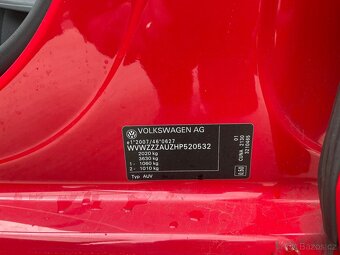 VOLKSWAGEN AG
e1*2007/46*0627
WVWZZZAUZHP520532
2020 kg
3630 kg
1- 1060 kg
2- 1010 kg
Typ AUV